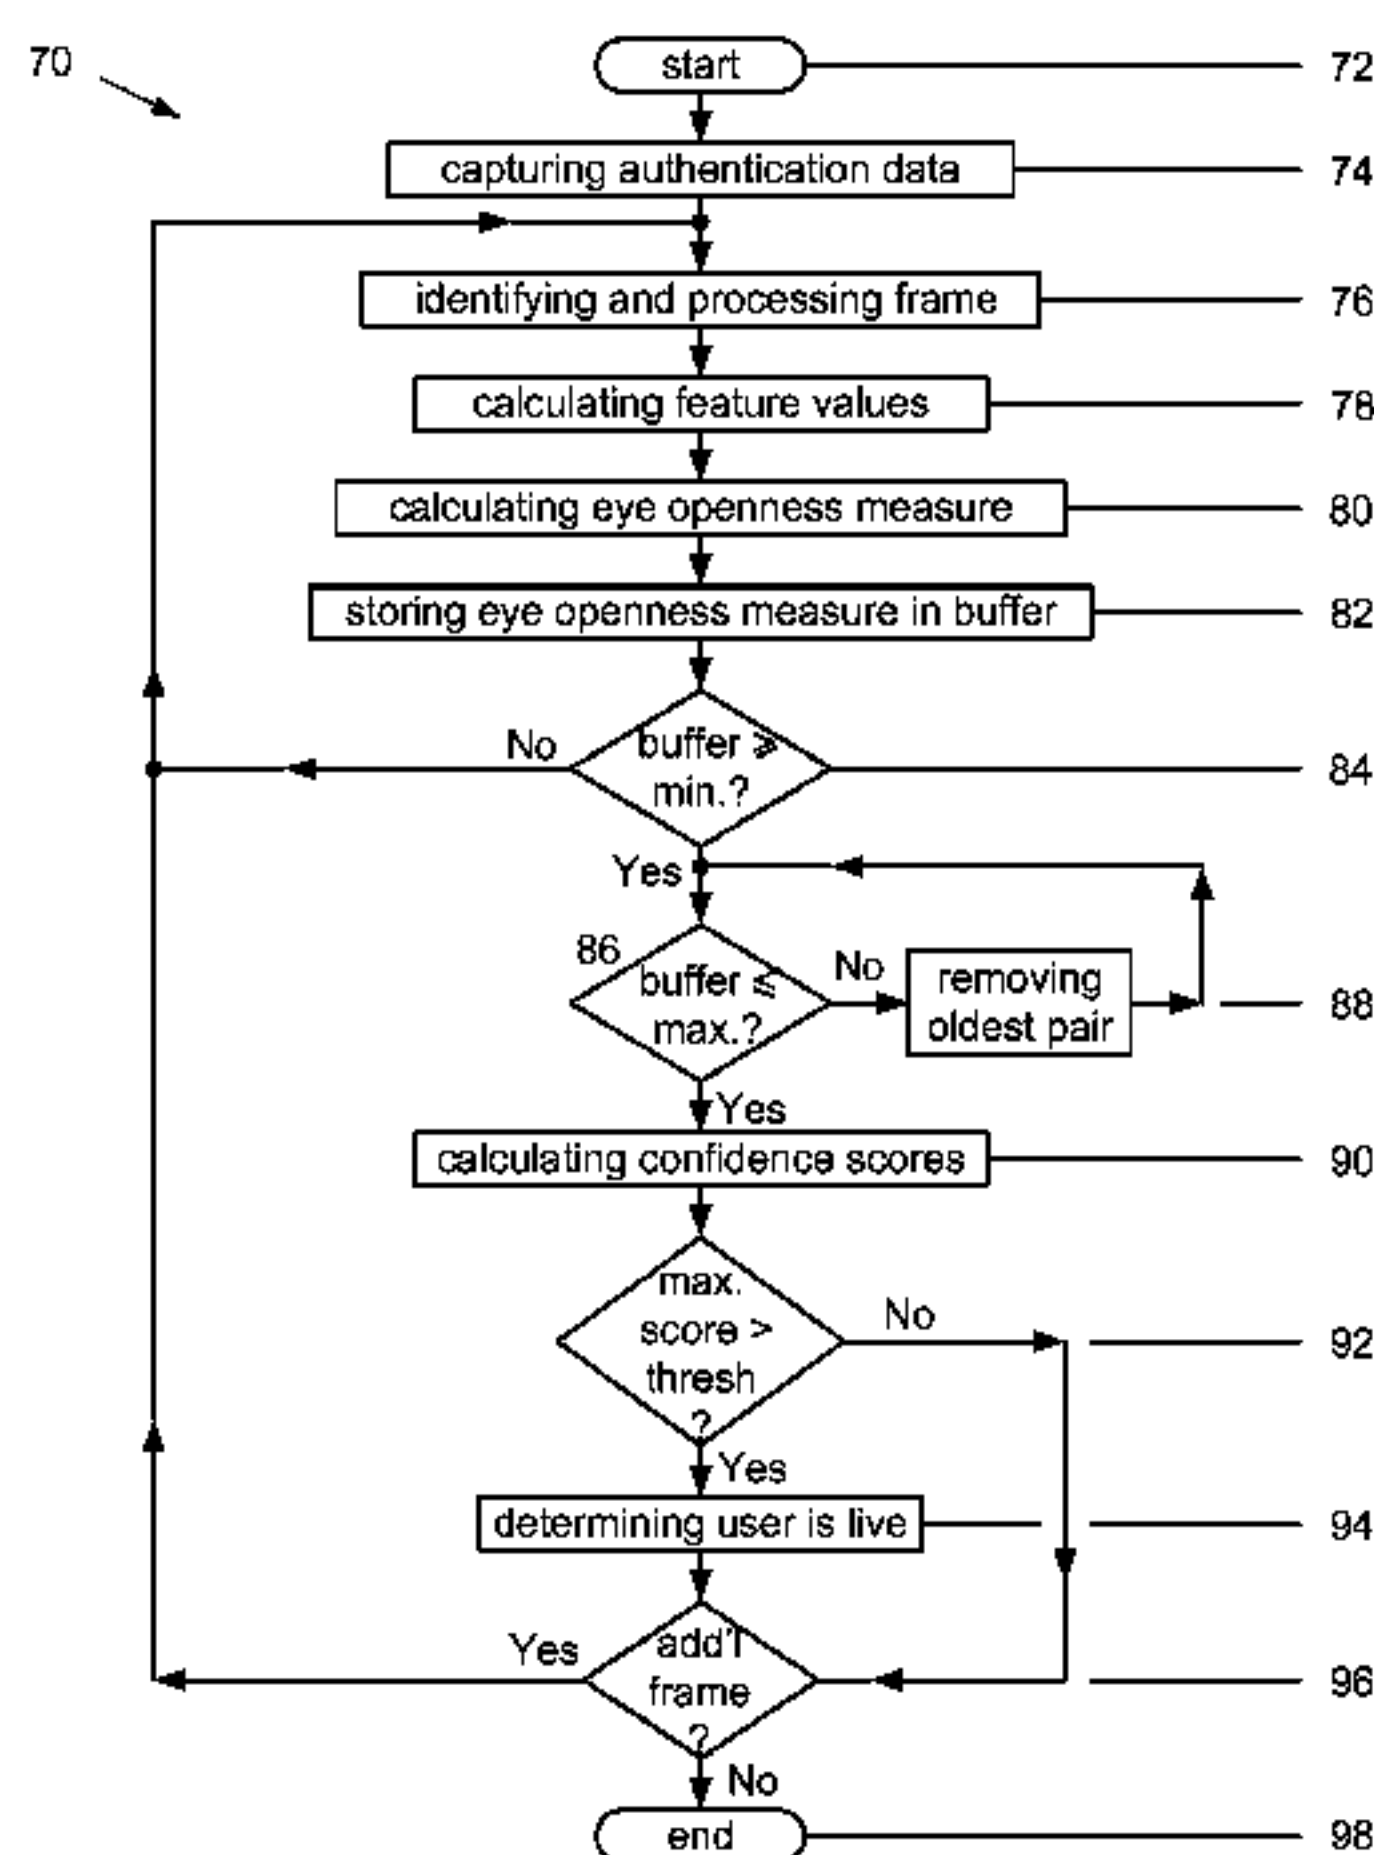 70
start
72
capturing authentication data
74
identifying and processing frame
76
calculating feature values
78
calculating eye openness measure
80
storing eye openness measure in buffer
82
No
buffer ⩾
min.?
84
Yes
86
buffer ≤
max.?
No
removing
oldest pair
88
Yes
calculating confidence scores
90
max.
score >
thresh
?
No
92
Yes
determining user is live
94
Yes
add'l
frame
?
96
No
end
98